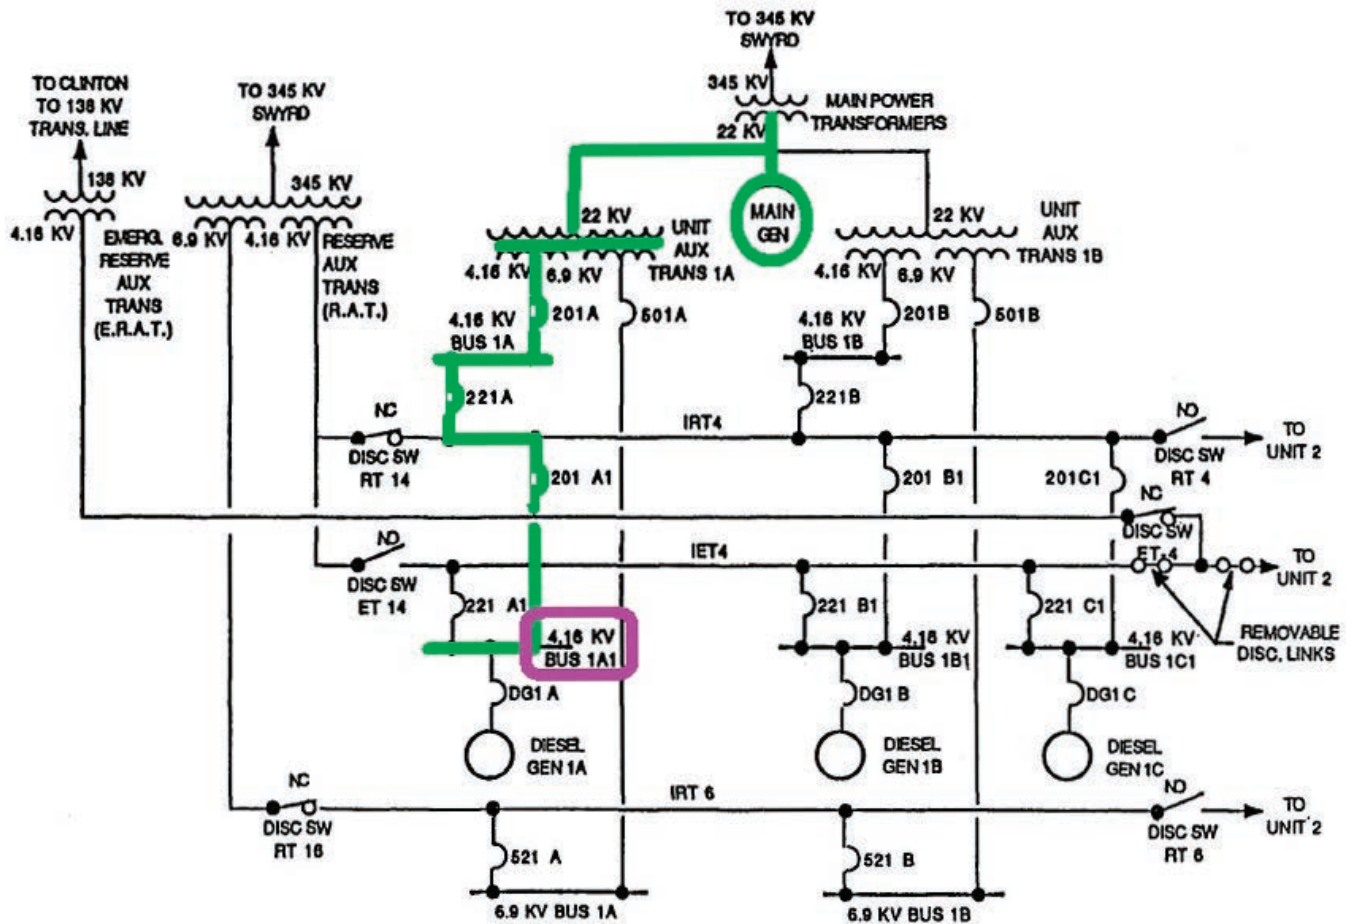 TO 345 KV
SWYRD
345 KV
MAIN POWER
TRANSFORMERS
22 KV
TO CLINTON
TO 138 KV
TRANS. LINE
138 KV
4.16 KV
EMERG.
RESERVE
AUX
TRANS
(E.R.A.T.)
TO 345 KV
SWYRD
345 KV
6.9 KV
4.16 KV
RESERVE
AUX
TRANS
(R.A.T.)
MAIN
GEN
22 KV
UNIT
AUX
TRANS 1A
4.16 KV
6.9 KV
22 KV
UNIT
AUX
TRANS 1B
4.16 KV
6.9 KV
4.16 KV
BUS 1A
201A
501A
4.16 KV
BUS 1B
201B
501B
221A
221B
NC
DISC SW
RT 14
IRT4
NO
DISC SW
RT 4
TO
UNIT 2
201 A1
201 B1
201C1
NC
DISC SW
ET-4
NO
DISC SW
ET 14
IET4
TO
UNIT 2
221 A1
221 B1
221 C1
REMOVABLE
DISC. LINKS
4.16 KV
BUS 1A1
4.16 KV
BUS 1B1
4.16 KV
BUS 1C1
DG1 A
DG1 B
DG1 C
DIESEL
GEN 1A
DIESEL
GEN 1B
DIESEL
GEN 1C
NC
DISC SW
RT 16
IRT 6
NO
DISC SW
RT 6
TO
UNIT 2
521 A
521 B
6.9 KV BUS 1A
6.9 KV BUS 1B